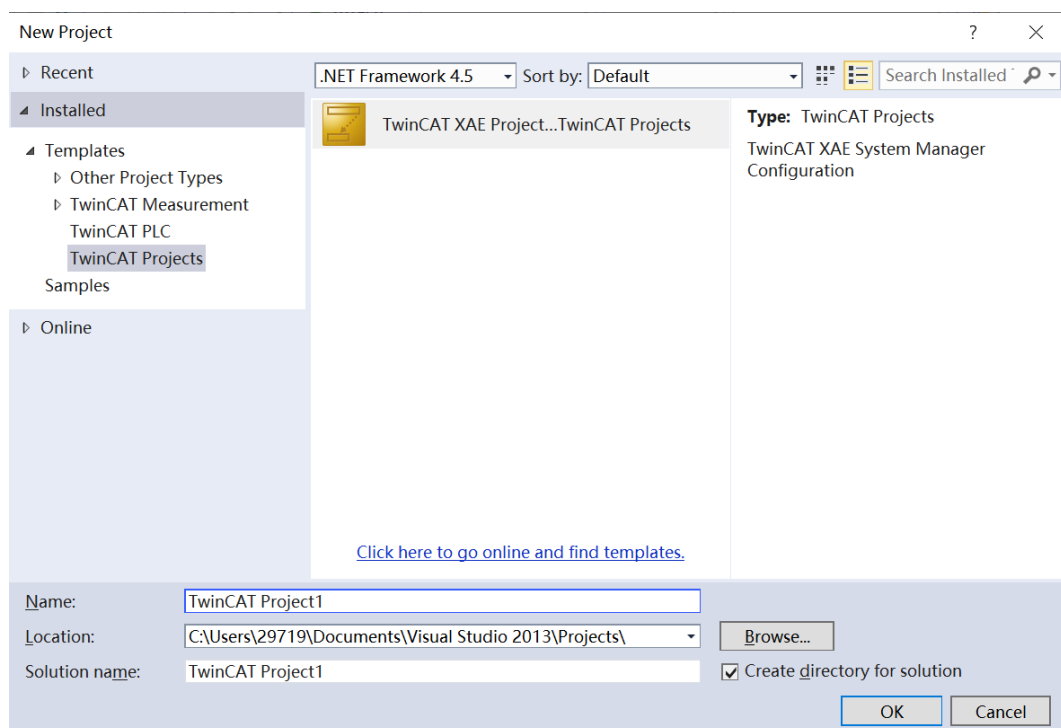 New Project
?
Recent
.NET Framework 4.5
Sort by:
Default
Search Installed
Installed
TwinCAT XAE Project...TwinCAT Projects
Type: TwinCAT Projects
Templates
TwinCAT XAE System Manager
Configuration
Other Project Types
TwinCAT Measurement
TwinCAT PLC
TwinCAT Projects
Samples
Online
Click here to go online and find templates.
Name:
TwinCAT Project1
Location:
C:\Users\29719\Documents\Visual Studio 2013\Projects\
Browse...
Solution name:
TwinCAT Project1
Create directory for solution
OK
Cancel